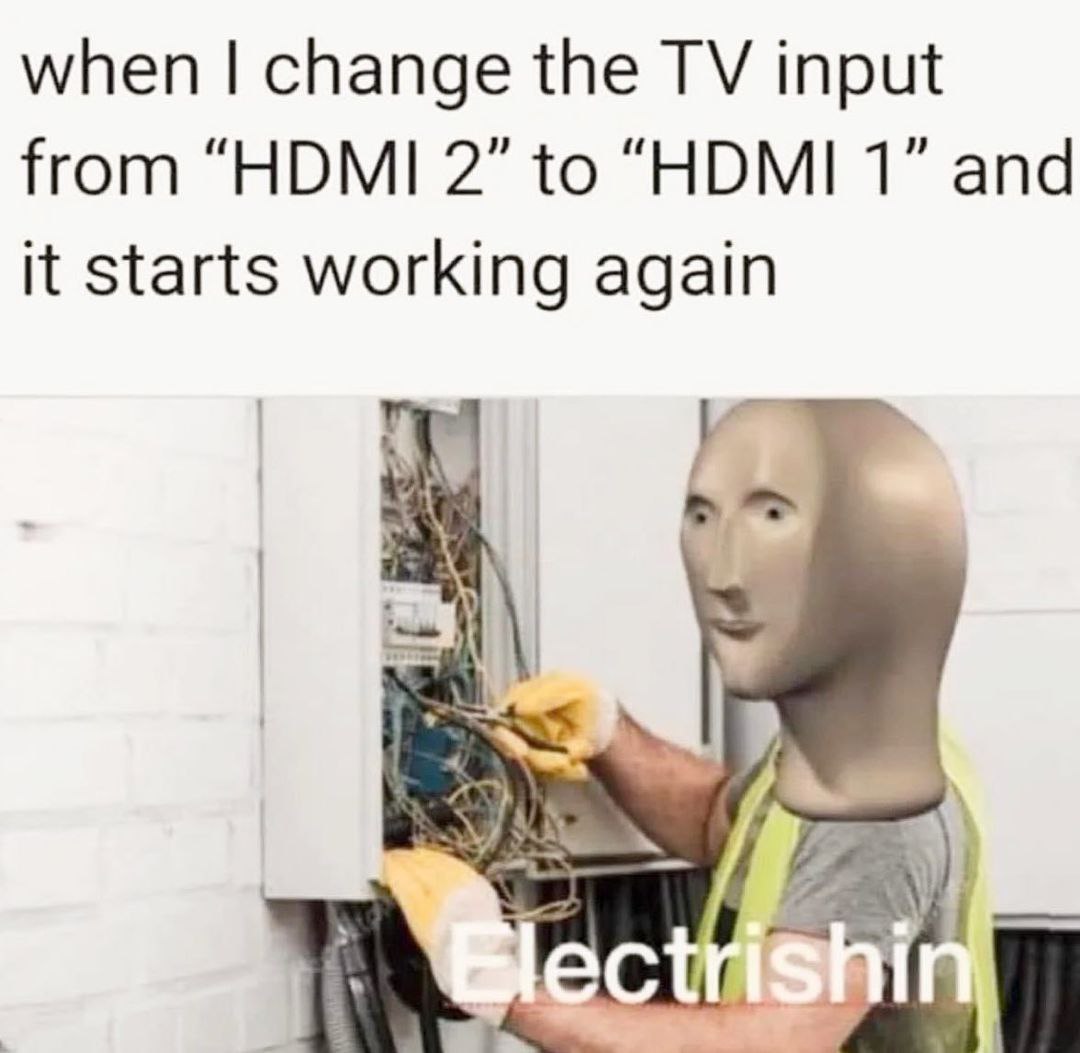 when I change the TV input
from “HDMI 2” to “HDMI 1” and
it starts working again
Electrishin